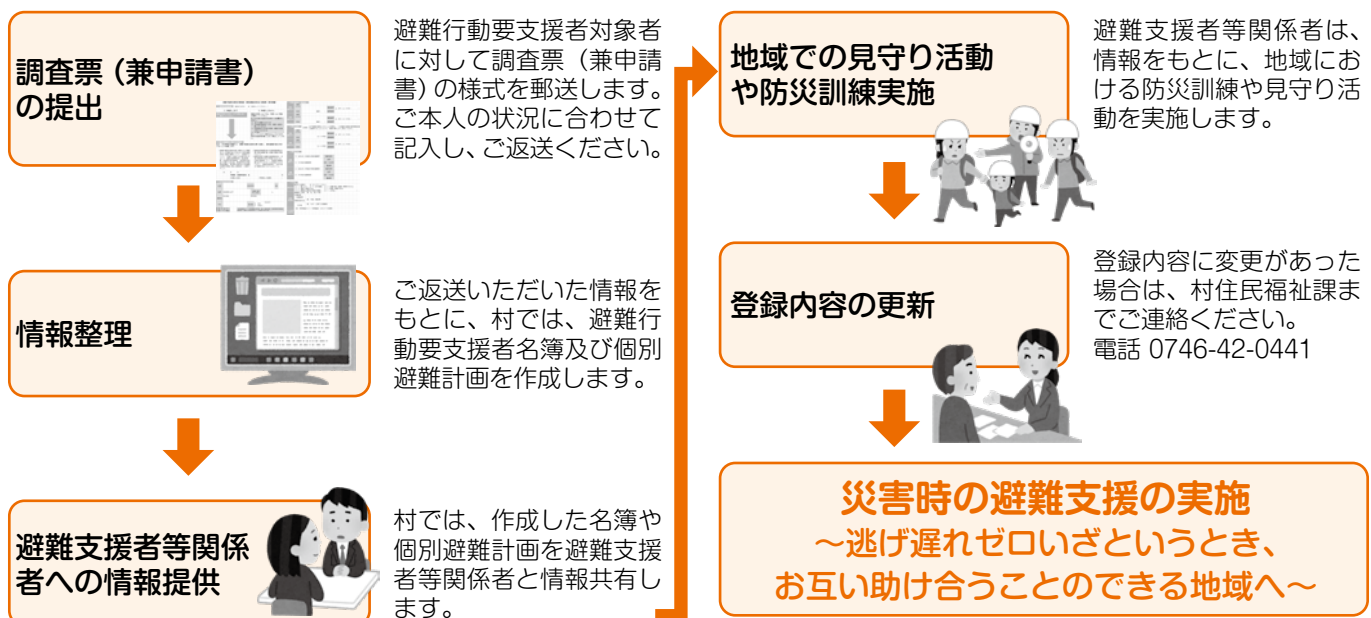 調査票（兼申請書）
の提出
避難行動要支援者対象者
に対して調査票（兼申請
書）の様式を郵送します。
ご本人の状況に合わせて
記入し、ご返送ください。
情報整理
ご返送いただいた情報を
もとに、村では、避難行
動要支援者名簿及び個別
避難計画を作成します。
避難支援者等関係
者への情報提供
村では、作成した名簿や
個別避難計画を避難支援
者等関係者と情報共有し
ます。
地域での見守り活動
や防災訓練実施
避難支援者等関係者は、
情報をもとに、地域にお
ける防災訓練や見守り活
動を実施します。
登録内容の更新
登録内容に変更があった
場合は、村住民福祉課ま
でご連絡ください。
電話 0746-42-0441
災害時の避難支援の実施
～逃げ遅れゼロいざというとき、
お互い助け合うことのできる地域へ～